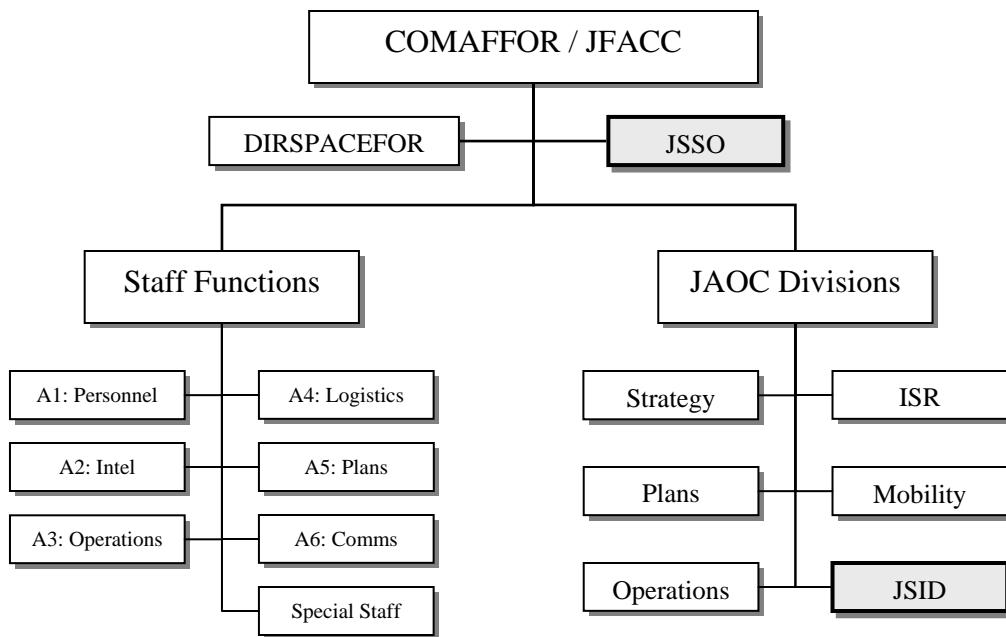 COMAFFOR / JFACC
DIRSPACEFOR
JSSO
Staff Functions
JAOC Divisions
A1: Personnel
A4: Logistics
Strategy
ISR
A2: Intel
A5: Plans
Plans
Mobility
A3: Operations
A6: Comms
Operations
JSID
Special Staff